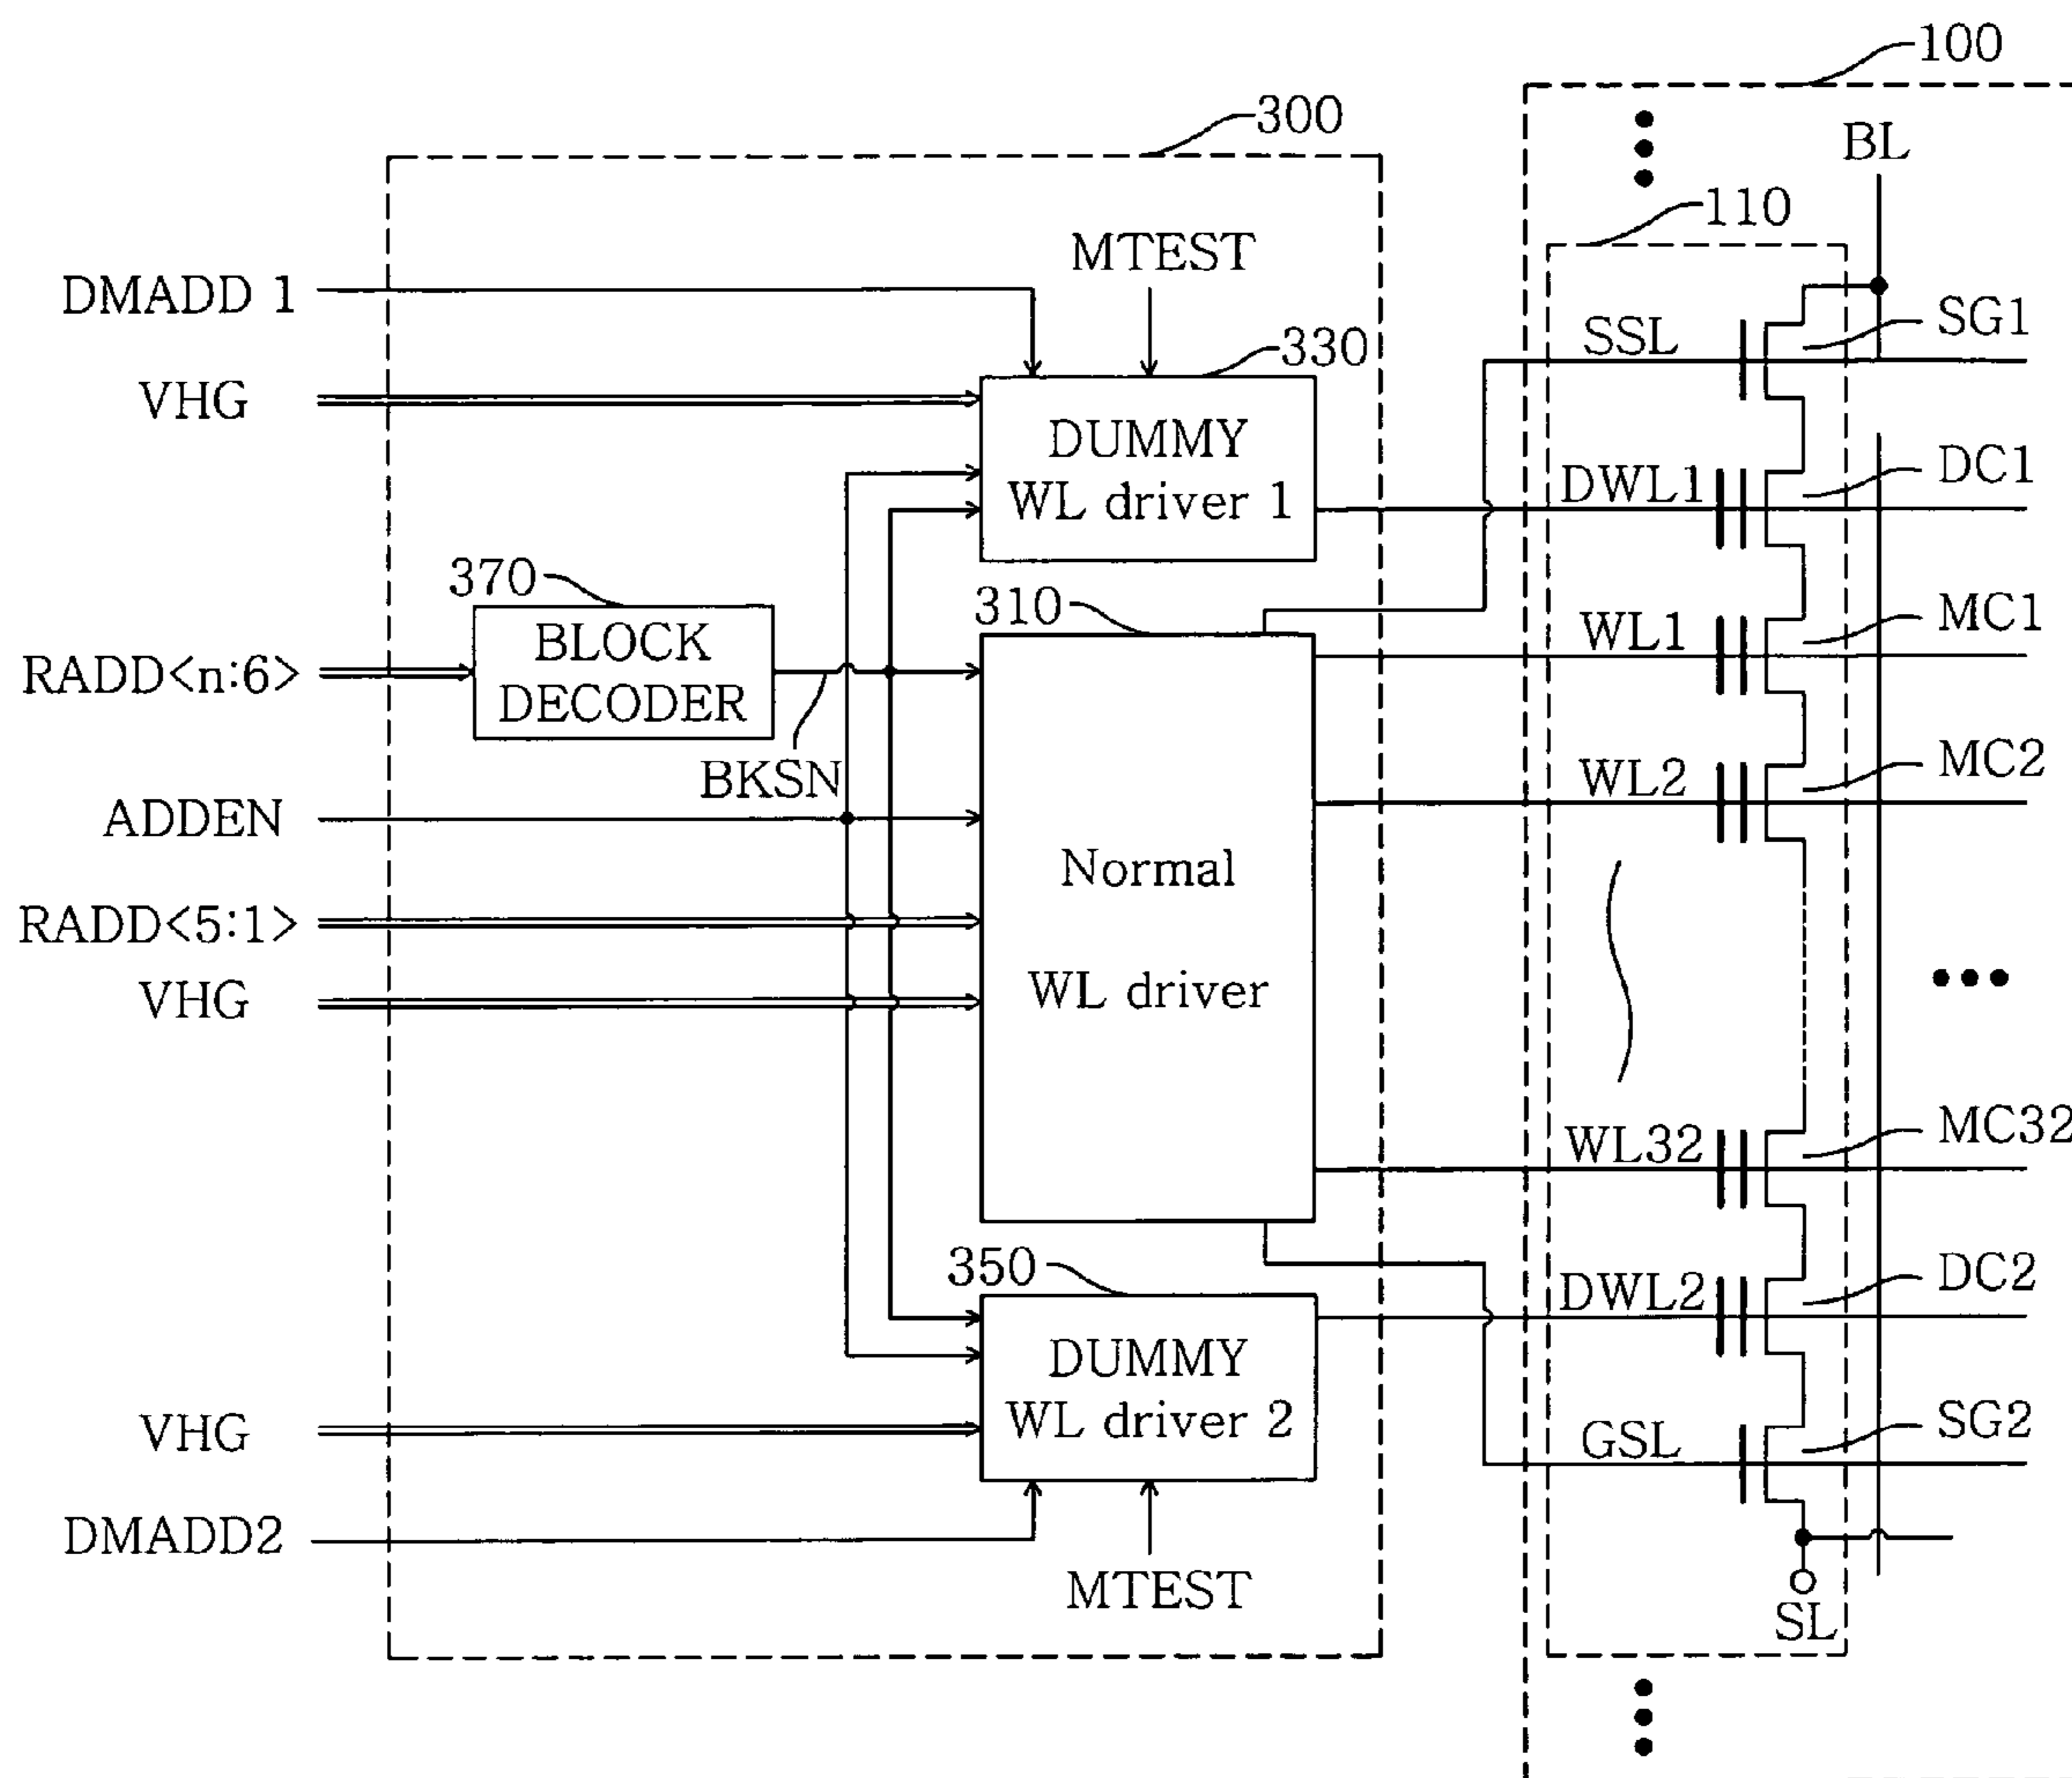 100
300
BL
110
MTEST
DMADD 1
SG1
SSL
330
VHG
DUMMY
WL driver 1
DC1
DWL1
370
310
MC1
WL1
BLOCK
DECODER
RADD<n:6>
MC2
WL2
BKSN
ADDEN
Normal
WL driver
RADD<5:1>
VHG
MC32
WL32
350
DC2
DWL2
DUMMY
WL driver 2
VHG
SG2
GSL
DMADD2
MTEST
SL